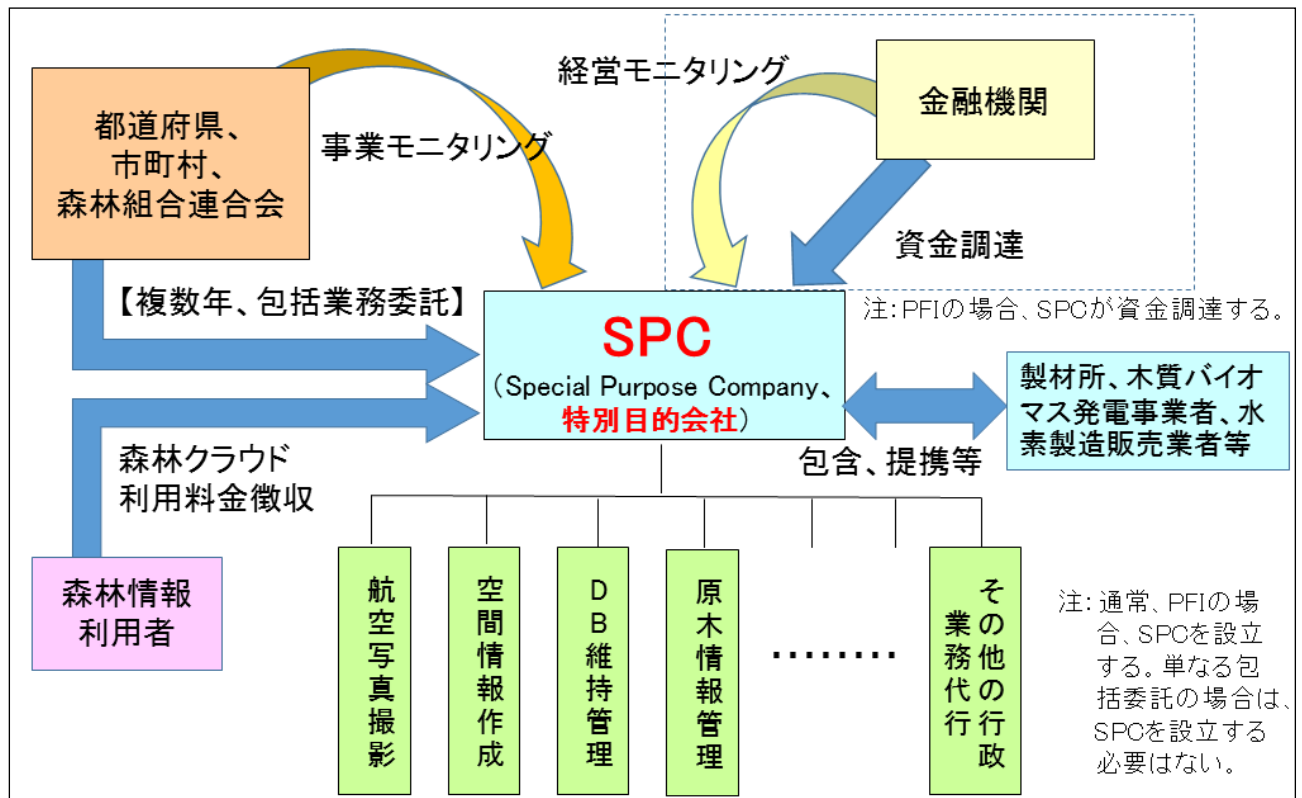 都道府県、
市町村、
森林組合連合会
事業モニタリング
経営モニタリング
金融機関
資金調達
【複数年、包括業務委託】
注:PFIの場合、SPCが資金調達する。
SPC
(Special Purpose Company、
特別目的会社)
製材所、木質バイオ
マス発電事業者、水
素製造販売業者等
包含、提携等
森林クラウド
利用料金徴収
森林情報
利用者
航空写真撮影
空間情報作成
DB維持管理
原木情報管理
‥‥‥‥
その他の行政
業務代行
注: 通常、PFIの場
合、SPCを設立
する。単なる包
括委託の場合は、
SPCを設立する
必要はない。